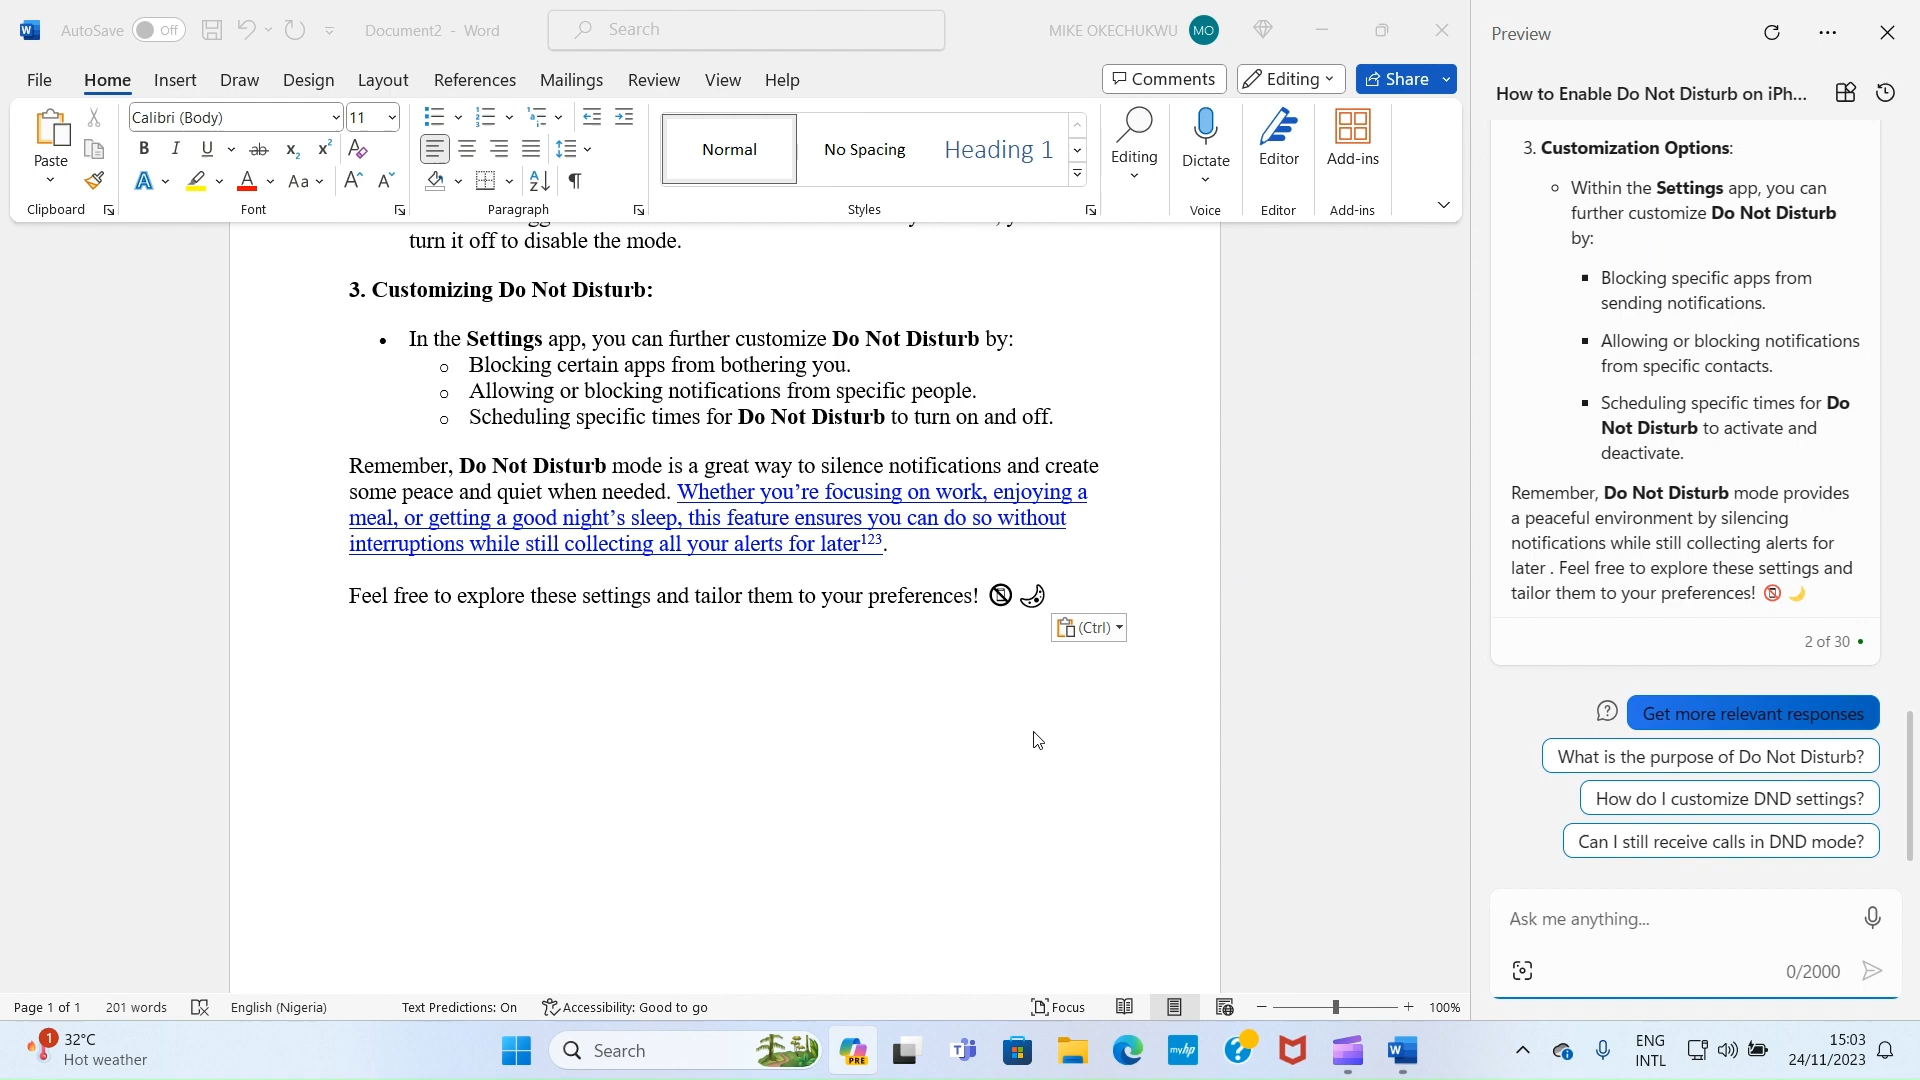 AutoSave Off Document2 - Word Search MIKE OKECHUKWU MO
File Home Insert Draw Design Layout References Mailings Review View Help Comments Editing Share
Calibri (Body) 11
Paste
Normal No Spacing Heading 1
Editing Dictate Editor Add-ins
Clipboard Font Paragraph Styles Voice Editor Add-ins
turn it off to disable the mode.
3. Customizing Do Not Disturb:
• In the Settings app, you can further customize Do Not Disturb by:
o Blocking certain apps from bothering you.
o Allowing or blocking notifications from specific people.
o Scheduling specific times for Do Not Disturb to turn on and off.
Remember, Do Not Disturb mode is a great way to silence notifications and create
some peace and quiet when needed. Whether you’re focusing on work, enjoying a
meal, or getting a good night’s sleep, this feature ensures you can do so without
interruptions while still collecting all your alerts for later123.
Feel free to explore these settings and tailor them to your preferences! 📵 🌙
(Ctrl)
Page 1 of 1 201 words English (Nigeria) Text Predictions: On Accessibility: Good to go Focus 100%
Preview
How to Enable Do Not Disturb on iPh...
3. Customization Options:
Within the Settings app, you can
further customize Do Not Disturb
by:
Blocking specific apps from
sending notifications.
Allowing or blocking notifications
from specific contacts.
Scheduling specific times for Do
Not Disturb to activate and
deactivate.
Remember, Do Not Disturb mode provides
a peaceful environment by silencing
notifications while still collecting alerts for
later . Feel free to explore these settings and
tailor them to your preferences! 📵 🌙
2 of 30
Get more relevant responses
What is the purpose of Do Not Disturb?
How do I customize DND settings?
Can I still receive calls in DND mode?
Ask me anything...
0/2000
1 32°C
Hot weather
Search
PRE
myhp
ENG
INTL
15:03
24/11/2023